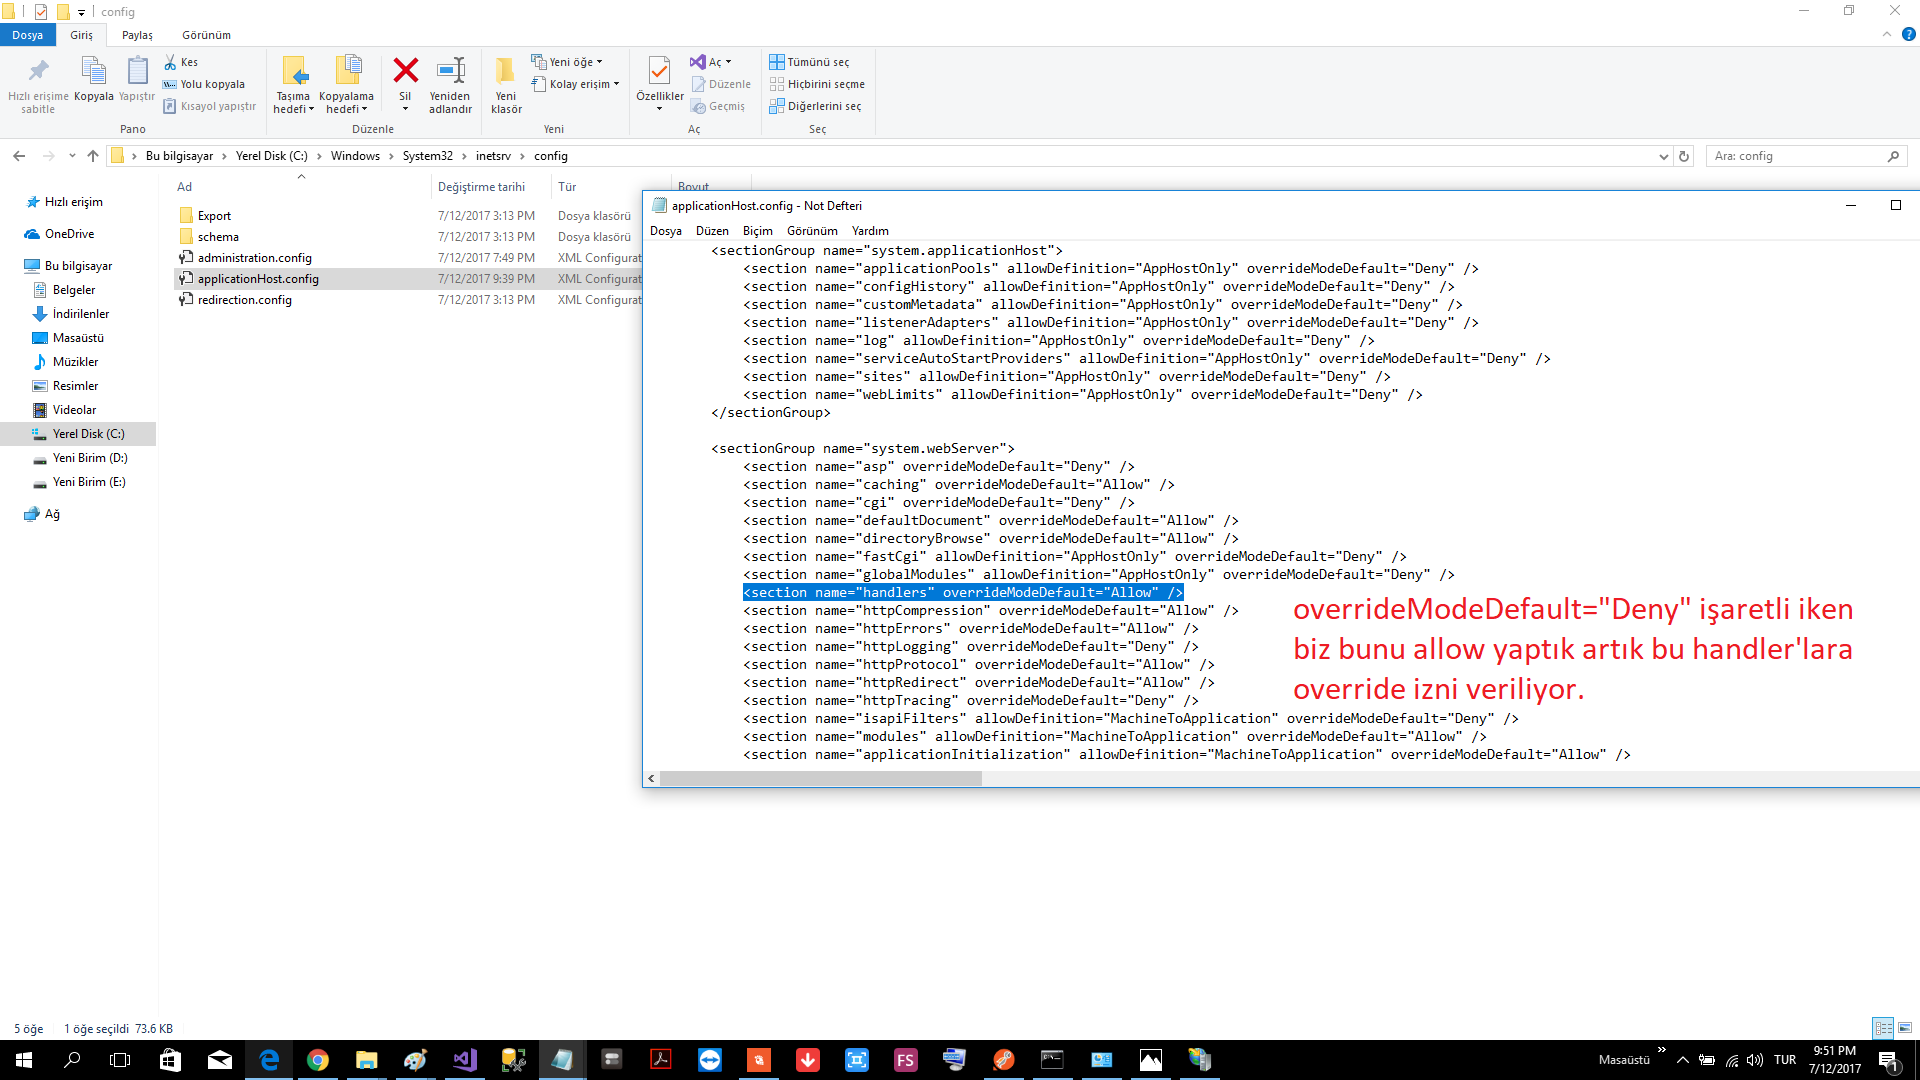 config
Dosya
Giriş
Paylaş
Görünüm
Hızlı erişime sabitle
Kopyala
Yapıştır
Kes
Yolu kopyala
Kısayol yapıştır
Pano
Taşıma hedefi
Kopyalama hedefi
Sil
Yeniden adlandır
Düzenle
Yeni klasör
Yeni öğe
Kolay erişim
Yeni
Özellikler
Aç
Düzenle
Geçmiş
Aç
Tümünü seç
Hiçbirini seçme
Diğerlerini seç
Seç
Bu bilgisayar > Yerel Disk (C:) > Windows > System32 > inetsrv > config
Ara: config
Hızlı erişim
OneDrive
Bu bilgisayar
Belgeler
İndirilenler
Masaüstü
Müzikler
Resimler
Videolar
Yerel Disk (C:)
Yeni Birim (D:)
Yeni Birim (E:)
Ağ
Ad Değiştirme tarihi Tür Boyut
Export 7/12/2017 3:13 PM Dosya klasörü
schema 7/12/2017 3:13 PM Dosya klasörü
administration.config 7/12/2017 7:49 PM XML Configurat
applicationHost.config 7/12/2017 9:39 PM XML Configurat
redirection.config 7/12/2017 3:13 PM XML Configurat
applicationHost.config - Not Defteri
Dosya Düzen Biçim Görünüm Yardım
<sectionGroup name="system.applicationHost">
<section name="applicationPools" allowDefinition="AppHostOnly" overrideModeDefault="Deny" />
<section name="configHistory" allowDefinition="AppHostOnly" overrideModeDefault="Deny" />
<section name="customMetadata" allowDefinition="AppHostOnly" overrideModeDefault="Deny" />
<section name="listenerAdapters" allowDefinition="AppHostOnly" overrideModeDefault="Deny" />
<section name="log" allowDefinition="AppHostOnly" overrideModeDefault="Deny" />
<section name="serviceAutoStartProviders" allowDefinition="AppHostOnly" overrideModeDefault="Deny" />
<section name="sites" allowDefinition="AppHostOnly" overrideModeDefault="Deny" />
<section name="webLimits" allowDefinition="AppHostOnly" overrideModeDefault="Deny" />
</sectionGroup>
<sectionGroup name="system.webServer">
<section name="asp" overrideModeDefault="Deny" />
<section name="caching" overrideModeDefault="Allow" />
<section name="cgi" overrideModeDefault="Deny" />
<section name="defaultDocument" overrideModeDefault="Allow" />
<section name="directoryBrowse" overrideModeDefault="Allow" />
<section name="fastCgi" allowDefinition="AppHostOnly" overrideModeDefault="Deny" />
<section name="globalModules" allowDefinition="AppHostOnly" overrideModeDefault="Deny" />
<section name="handlers" overrideModeDefault="Allow" />
<section name="httpCompression" overrideModeDefault="Allow" />
<section name="httpErrors" overrideModeDefault="Allow" />
<section name="httpLogging" overrideModeDefault="Deny" />
<section name="httpProtocol" overrideModeDefault="Allow" />
<section name="httpRedirect" overrideModeDefault="Allow" />
<section name="httpTracing" overrideModeDefault="Deny" />
<section name="isapiFilters" allowDefinition="MachineToApplication" overrideModeDefault="Deny" />
<section name="modules" allowDefinition="MachineToApplication" overrideModeDefault="Allow" />
<section name="applicationInitialization" allowDefinition="MachineToApplication" overrideModeDefault="Allow" />
overrideModeDefault="Deny" işaretli iken
biz bunu allow yaptık artık bu handler'lara
override izni veriliyor.
5 öğe 1 öğe seçildi 73.6 KB
FS
Masaüstü
TUR
9:51 PM
7/12/2017
1